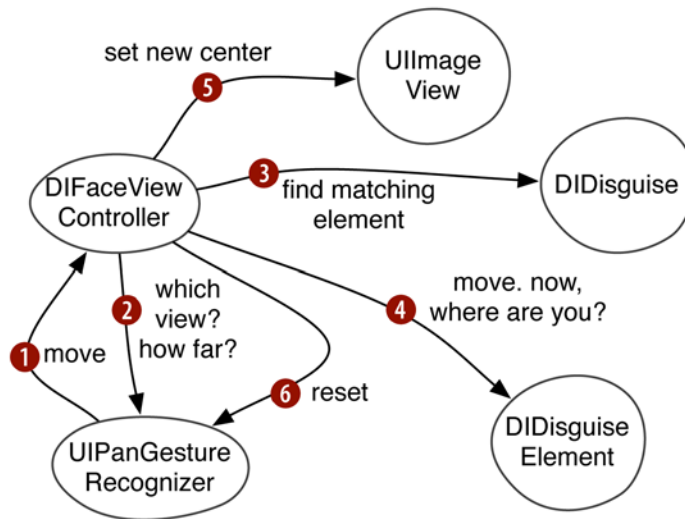 set new center
5
UIImage
View
DIFaceView
Controller
3
find matching
element
DIDisguise
2
which
view?
how far?
4
move. now,
where are you?
1
move
6
reset
UIPanGesture
Recognizer
DIDisguise
Element